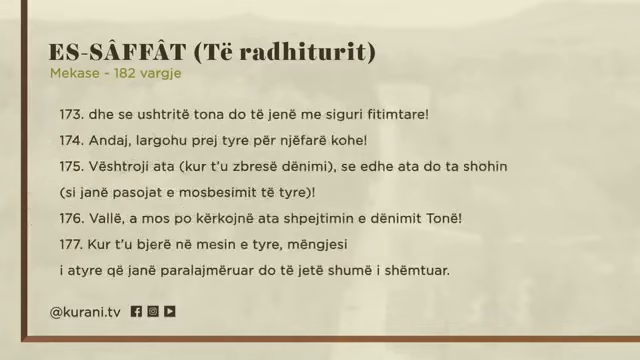 ES-SÂFFÂT (Të radhiturit)
Mekase - 182 vargje
173. dhe se ushtritë tona do të jenë me siguri fitimtare!
174. Andaj, largohu prej tyre për njëfarë kohe!
175. Vështroji ata (kur t'u zbresë dënimi), se edhe ata do ta shohin
(si janë pasojat e mosbesimit të tyre)!
176. Vallë, a mos po kërkojnë ata shpejtimin e dënimit Tonë!
177. Kur t'u bjerë në mesin e tyre, mëngjesi
i atyre që janë paralajmëruar do të jetë shumë i shëmtuar.
@kurani.tv